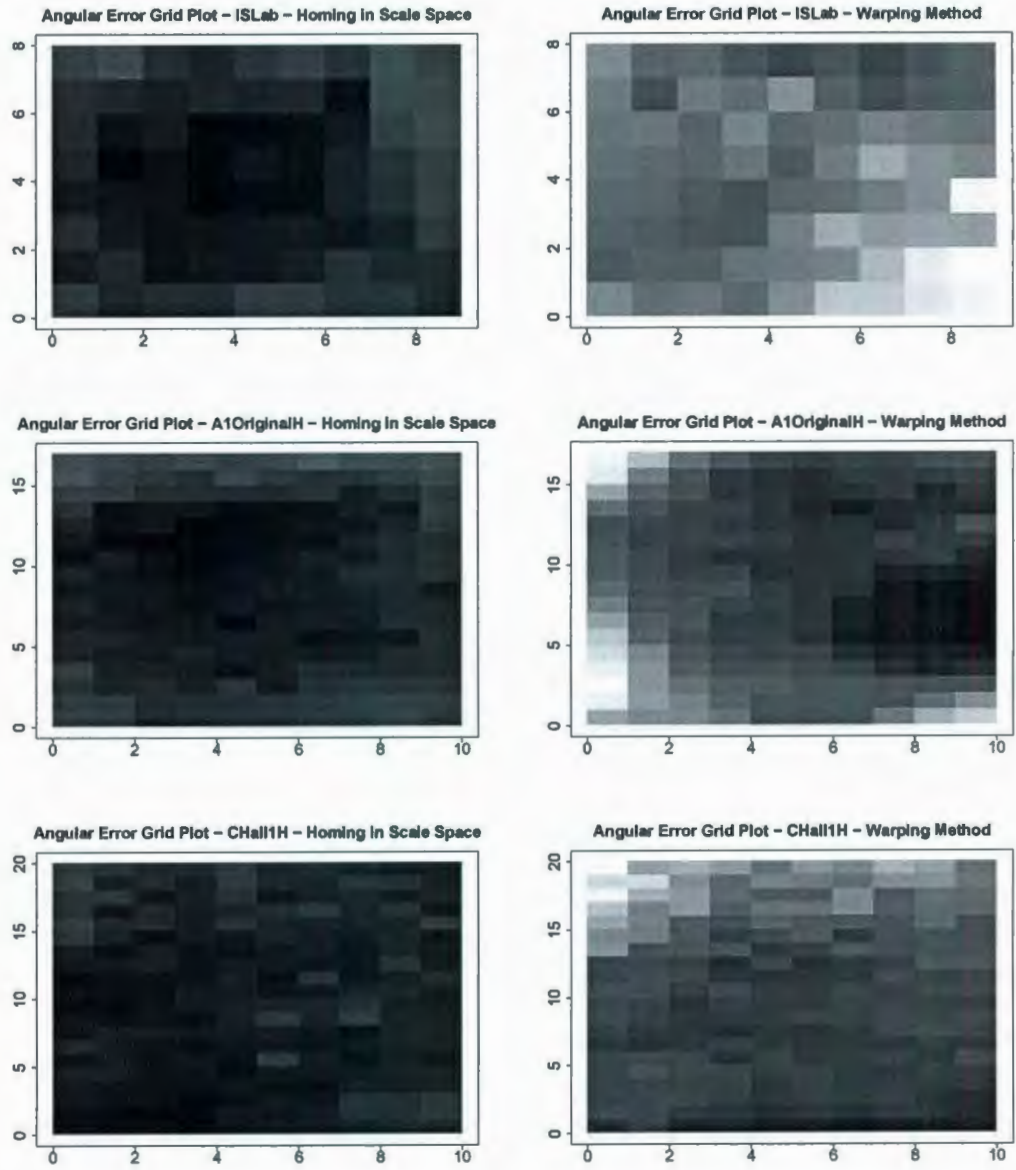 Angular Error Grid Plot – ISLab – Homing in Scale Space
Angular Error Grid Plot – ISLab – Warping Method
8
6
4
2
0
0 2 4 6 8
8
6
4
2
0
0 2 4 6 8
Angular Error Grid Plot – A1OriginalH – Homing in Scale Space
Angular Error Grid Plot – A1OriginalH – Warping Method
15
10
5
0
0 2 4 6 8 10
15
10
5
0
0 2 4 6 8 10
Angular Error Grid Plot – CHall1H – Homing in Scale Space
Angular Error Grid Plot – CHall1H – Warping Method
20
15
10
5
0
0 2 4 6 8 10
20
15
10
5
0
0 2 4 6 8 10